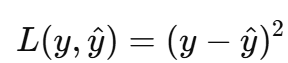 L(y, ŷ) = (y − ŷ)²